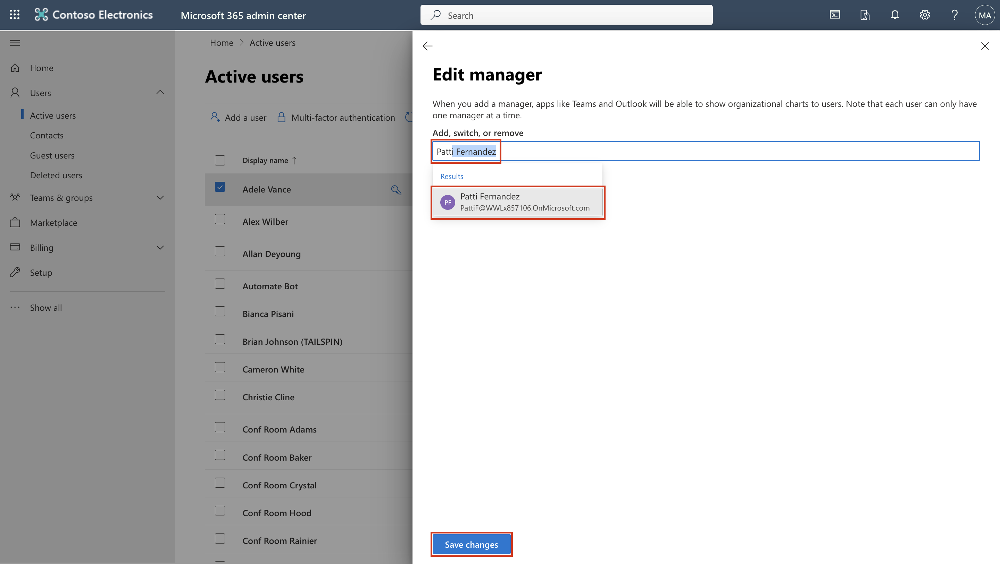 Contoso Electronics
Microsoft 365 admin center
Search
MA
Home
Users
Active users
Contacts
Guest users
Deleted users
Teams & groups
Marketplace
Billing
Setup
Show all
Home > Active users
Active users
Add a user
Multi-factor authentication
Display name ↑
Adele Vance
Alex Wilber
Allan Deyoung
Automate Bot
Bianca Pisani
Brian Johnson (TAILSPIN)
Cameron White
Christie Cline
Conf Room Adams
Conf Room Baker
Conf Room Crystal
Conf Room Hood
Conf Room Rainier
Edit manager
When you add a manager, apps like Teams and Outlook will be able to show organizational charts to users. Note that each user can only have
one manager at a time.
Add, switch, or remove
Patti Fernandez
Results
PF
Patti Fernandez
PattiF@WWLx857106.OnMicrosoft.com
Save changes